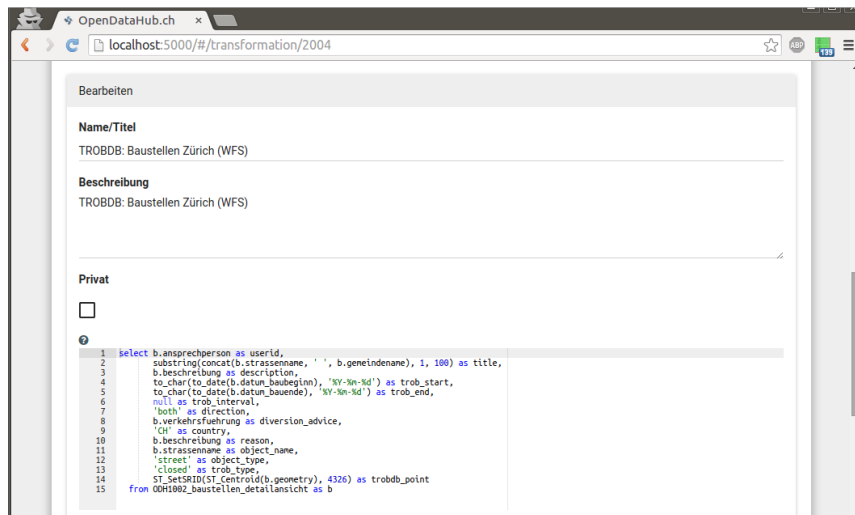 OpenDataHub.ch ×
localhost:5000/#/transformation/2004
ABP
139
Bearbeiten
Name/Titel
TROBDB: Baustellen Zürich (WFS)
Beschreibung
TROBDB: Baustellen Zürich (WFS)
Privat
?
1 select b.ansprechperson as userid,
2 substring(concat(b.strassenname, ' ', b.gemeindename), 1, 100) as title,
3 b.beschreibung as description,
4 to_char(to_date(b.datum_baubeginn), '%Y-%m-%d') as trob_start,
5 to_char(to_date(b.datum_bauende), '%Y-%m-%d') as trob_end,
6 null as trob_interval,
7 'both' as direction,
8 b.verkehrsfuehrung as diversion_advice,
9 'CH' as country,
10 b.beschreibung as reason,
11 b.strassenname as object_name,
12 'street' as object_type,
13 'closed' as trob_type,
14 ST_SetSRID(ST_Centroid(b.geometry), 4326) as trobdb_point
15 from ODH1002_baustellen_detailansicht as b